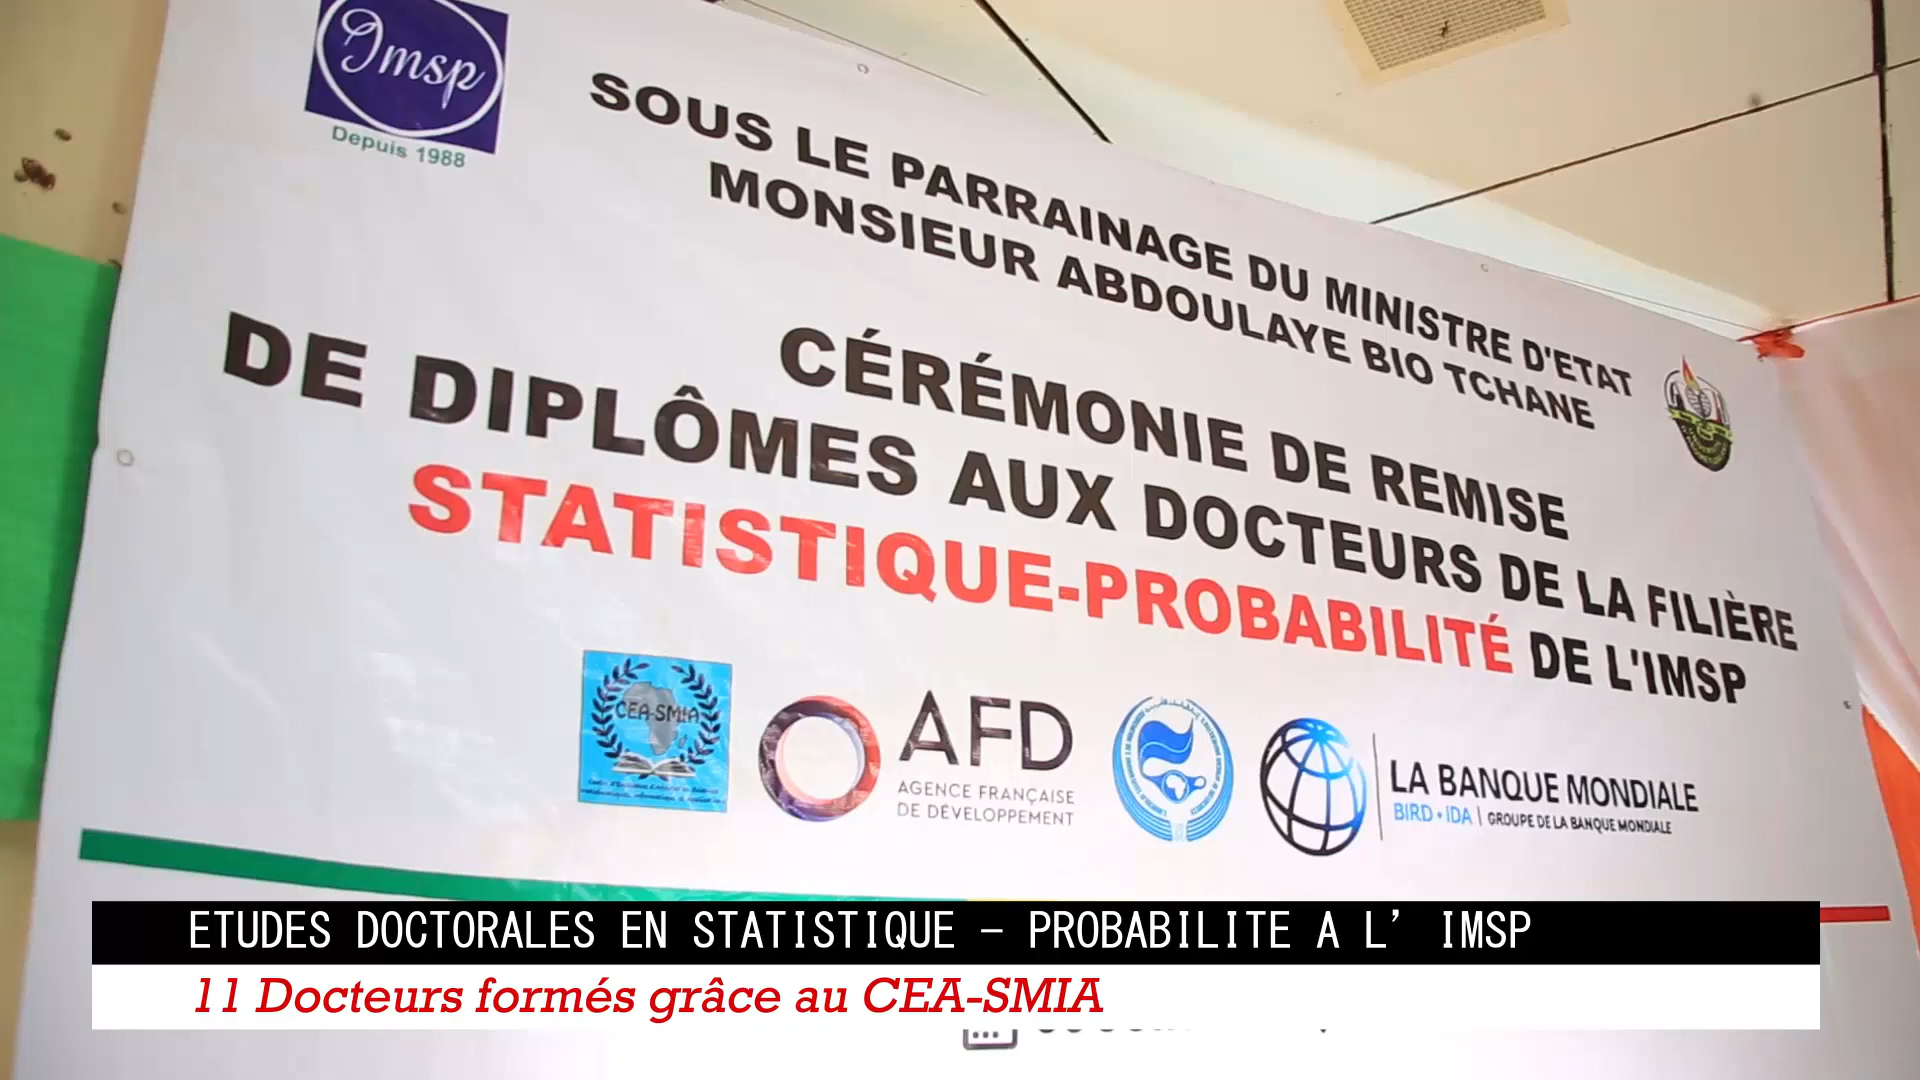 Imsp
Depuis 1988
SOUS LE PARRAINAGE DU MINISTRE D'ETAT
MONSIEUR ABDOULAYE BIO TCHANE
CÉRÉMONIE DE REMISE
DE DIPLÔMES AUX DOCTEURS DE LA FILIÈRE
STATISTIQUE-PROBABILITÉ DE L'IMSP
CEA-SMIA
AFD
AGENCE FRANÇAISE
DE DÉVELOPPEMENT
LA BANQUE MONDIALE
BIRD • IDA | GROUPE DE LA BANQUE MONDIALE
ETUDES DOCTORALES EN STATISTIQUE – PROBABILITE A L’ IMSP
11 Docteurs formés grâce au CEA-SMIA